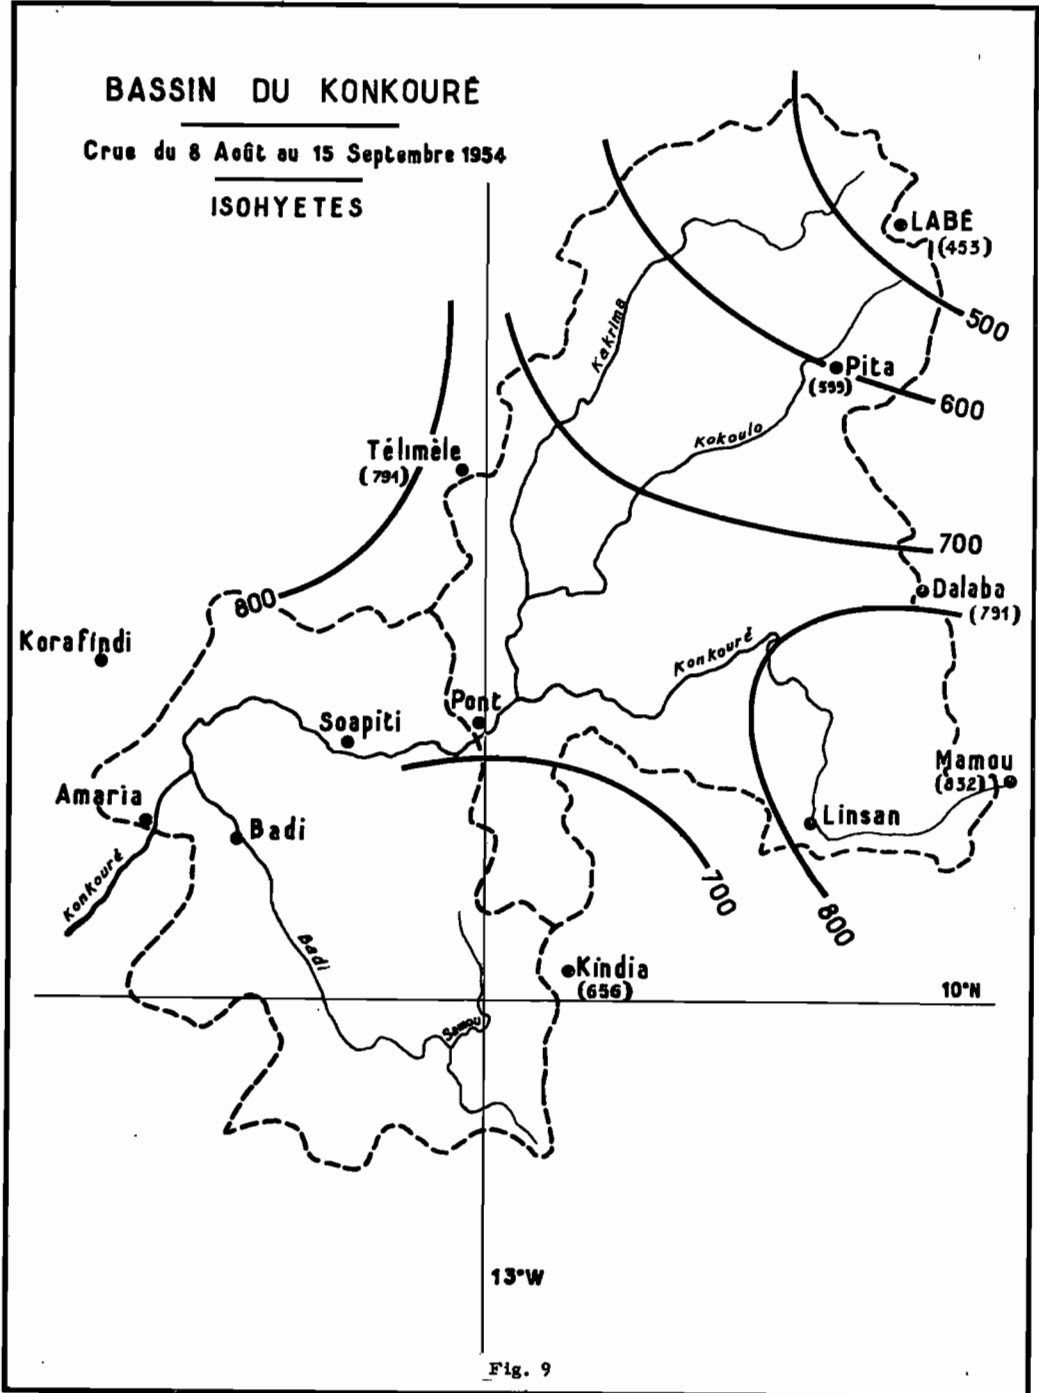 BASSIN DU KONKOURÉ
Crue du 8 Août au 15 Septembre 1954
ISOHYETES
LABÉ
(453)
500
Kakrima
Pita
(599)
600
Kokoulo
Télimèle
(791)
700
Dalaba
(791)
800
Korafindi
Konkouré
Pont
Soapiti
Mamou
(832)
Amaria
Badi
Linsan
Konkouré
700
800
Badi
Kindia
(656)
10°N
Samou
13°W
Fig. 9